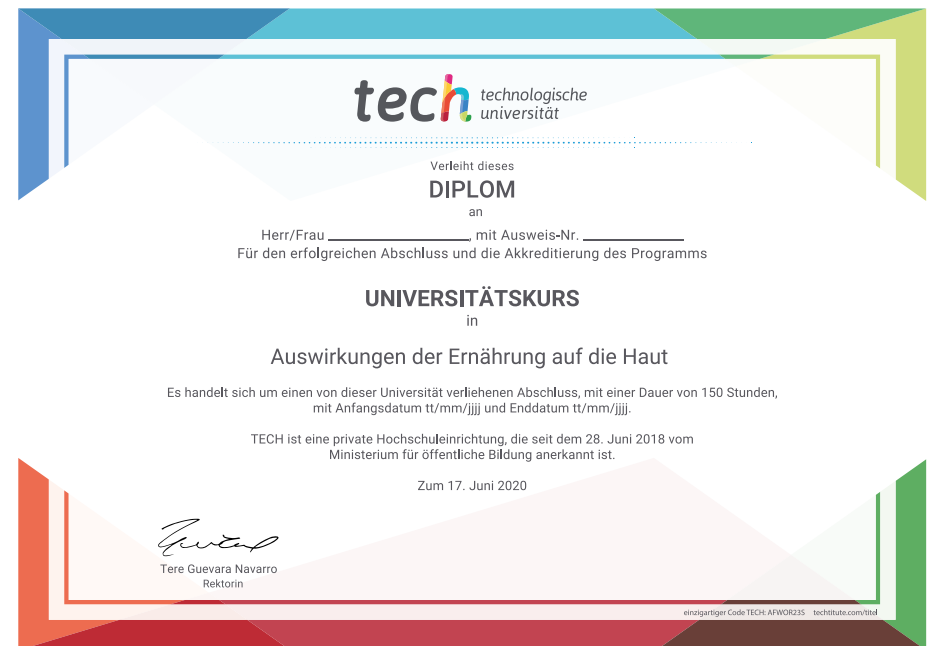 tech technologische
universität
Verleiht dieses
DIPLOM
an
Herr/Frau ____________, mit Ausweis-Nr. ____________
Für den erfolgreichen Abschluss und die Akkreditierung des Programms
UNIVERSITÄTSKURS
in
Auswirkungen der Ernährung auf die Haut
Es handelt sich um einen von dieser Universität verliehenen Abschluss, mit einer Dauer von 150 Stunden,
mit Anfangsdatum tt/mm/jjjj und Enddatum tt/mm/jjjj.
TECH ist eine private Hochschuleinrichtung, die seit dem 28. Juni 2018 vom
Ministerium für öffentliche Bildung anerkannt ist.
Zum 17. Juni 2020
Tere Guevara Navarro
Rektorin
einzigartiger Code TECH: AFWOR23S techtitute.com/titel